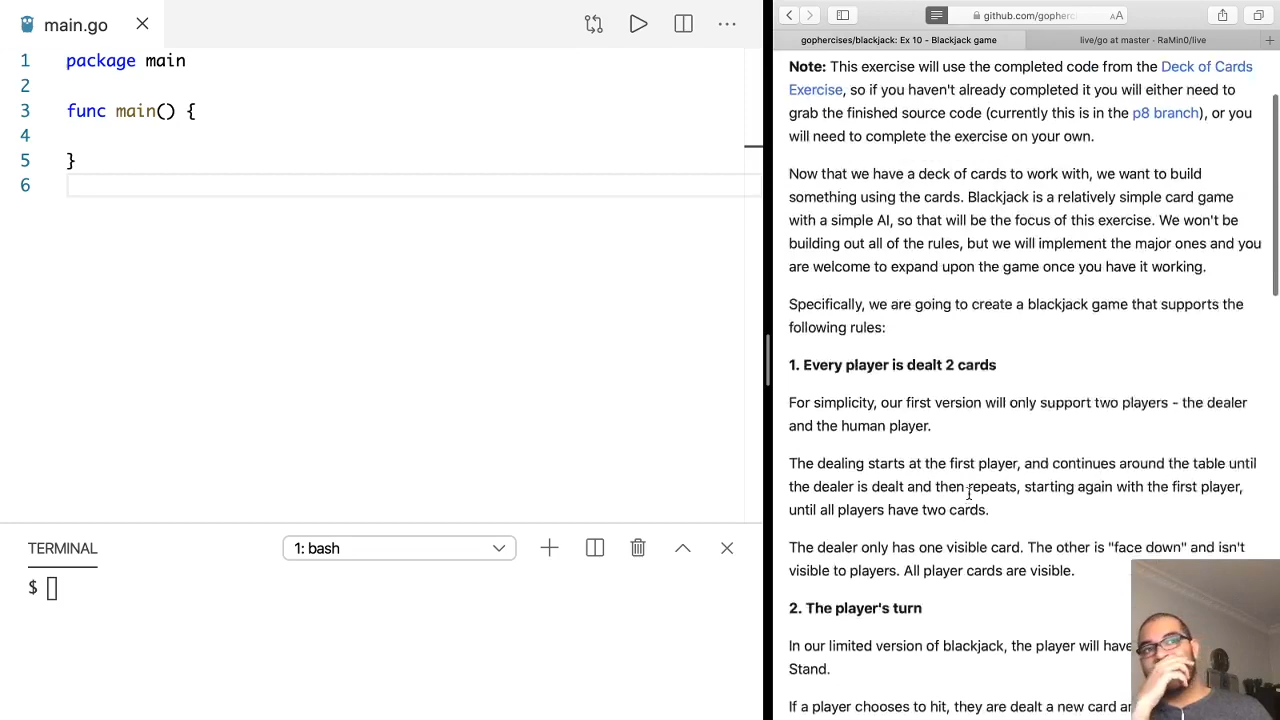 main.go
1 package main
2
3 func main() {
4
5 }
6
TERMINAL
1: bash
$
github.com/gopherc
AA
gophercises/blackjack: Ex 10 - Blackjack game
live/go at master · RaMin0/live
Note: This exercise will use the completed code from the Deck of Cards
Exercise, so if you haven't already completed it you will either need to
grab the finished source code (currently this is in the p8 branch), or you
will need to complete the exercise on your own.
Now that we have a deck of cards to work with, we want to build
something using the cards. Blackjack is a relatively simple card game
with a simple AI, so that will be the focus of this exercise. We won't be
building out all of the rules, but we will implement the major ones and you
are welcome to expand upon the game once you have it working.
Specifically, we are going to create a blackjack game that supports the
following rules:
1. Every player is dealt 2 cards
For simplicity, our first version will only support two players - the dealer
and the human player.
The dealing starts at the first player, and continues around the table until
the dealer is dealt and then repeats, starting again with the first player,
until all players have two cards.
The dealer only has one visible card. The other is "face down" and isn't
visible to players. All player cards are visible.
2. The player's turn
In our limited version of blackjack, the player will have
Stand.
If a player chooses to hit, they are dealt a new card